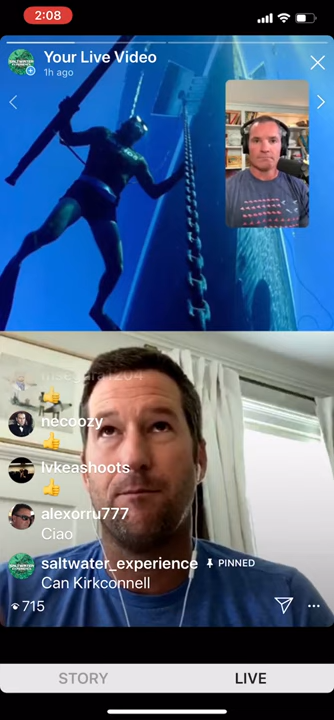 2:08
Your Live Video
1h ago
👍
necoozy
👍
lvkeashoots
👍
alexorru777
Ciao
saltwater_experience PINNED
Can Kirkconnell
715
STORY
LIVE